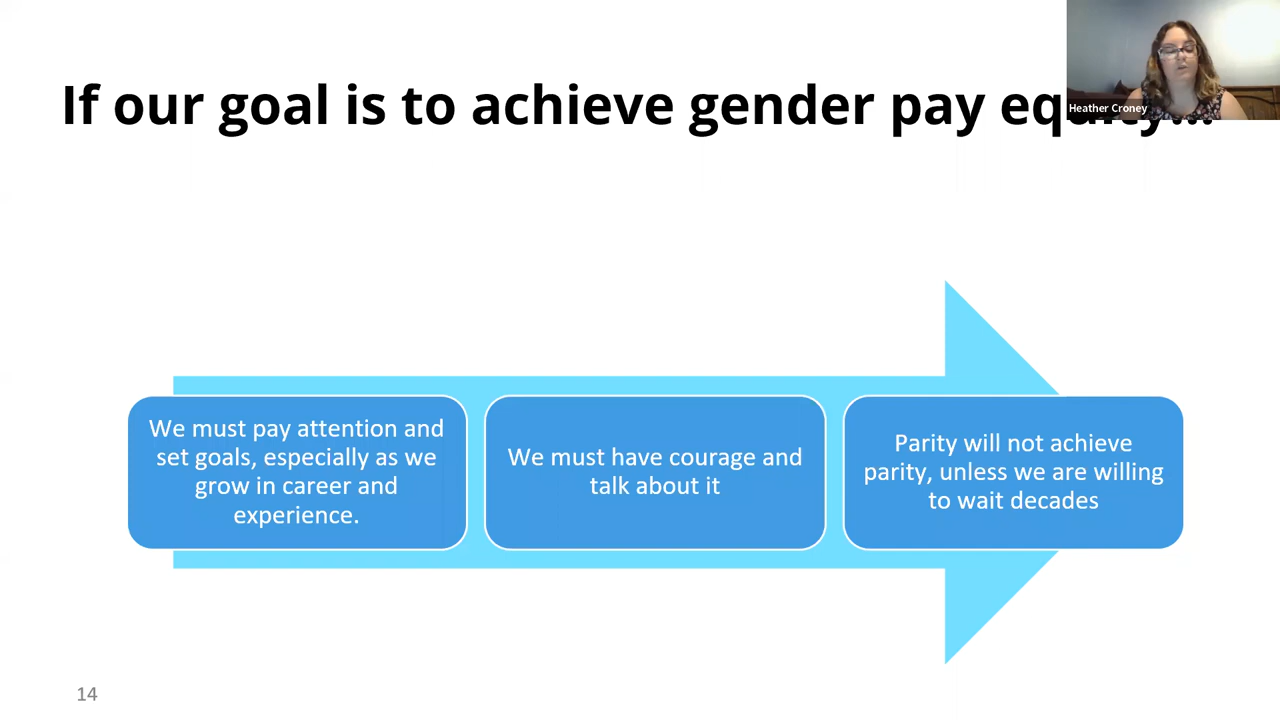 If our goal is to achieve gender pay equity...
Heather Croney
We must pay attention and
set goals, especially as we
grow in career and
experience.
We must have courage and
talk about it
Parity will not achieve
parity, unless we are willing
to wait decades
14